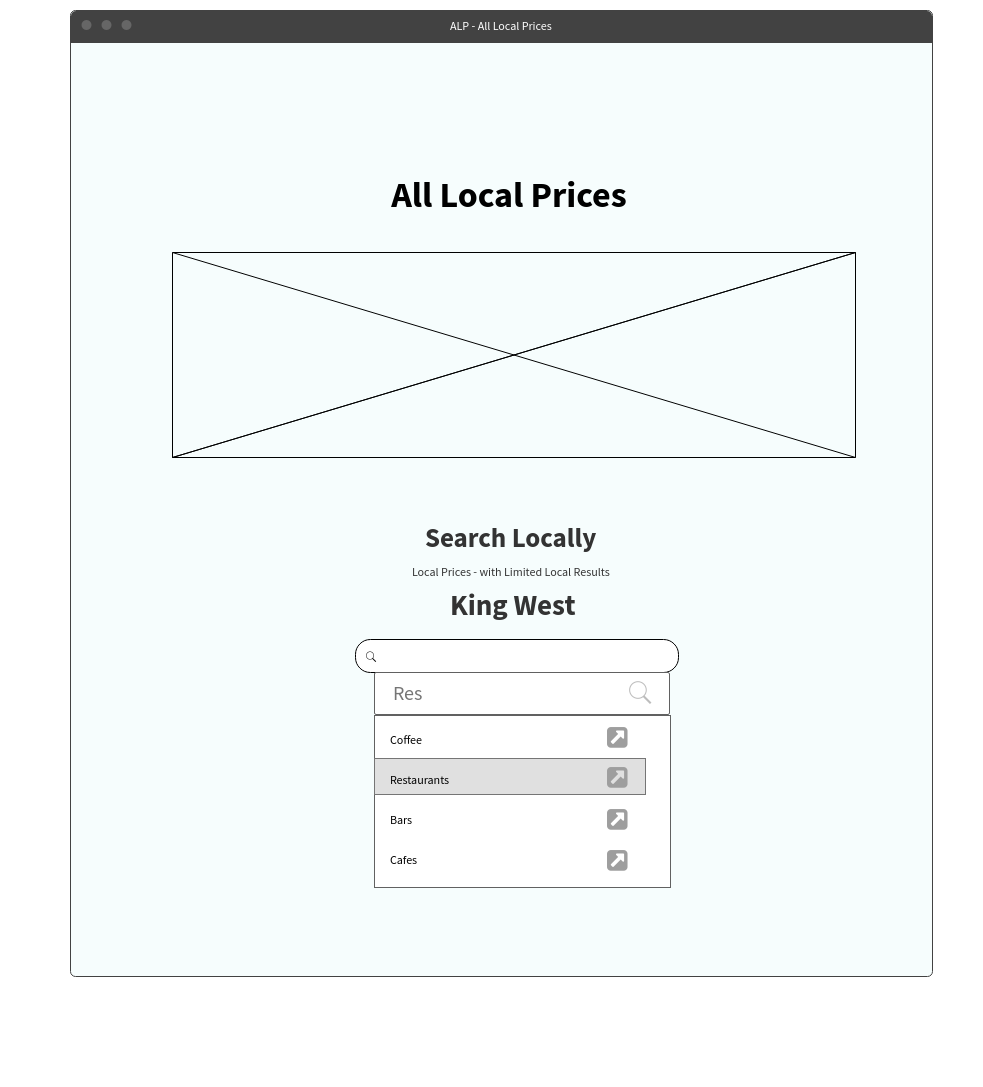 ALP - All Local Prices
All Local Prices
Search Locally
Local Prices - with Limited Local Results
King West
Res
Coffee
Restaurants
Bars
Cafes